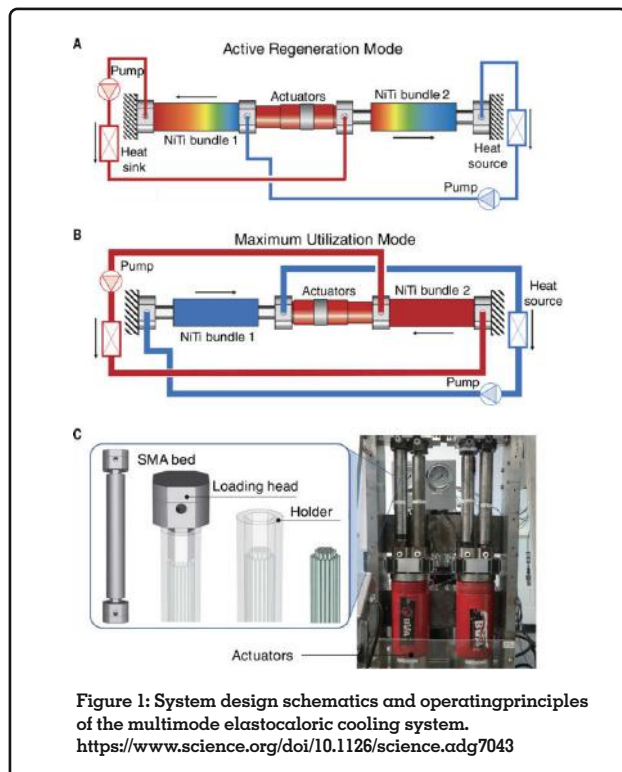 A
Active Regeneration Mode
Pump
Actuators
NiTi bundle 2
NiTi bundle 1
Heat
sink
Heat
source
Pump
B
Maximum Utilization Mode
Pump
Heat
source
Actuators
NiTi bundle 2
NiTi bundle 1
Pump
C
SMA bed
Loading head
Holder
Actuators
Figure 1: System design schematics and operatingprinciples
of the multimode elastocaloric cooling system.
https://www.science.org/doi/10.1126/science.adg7043